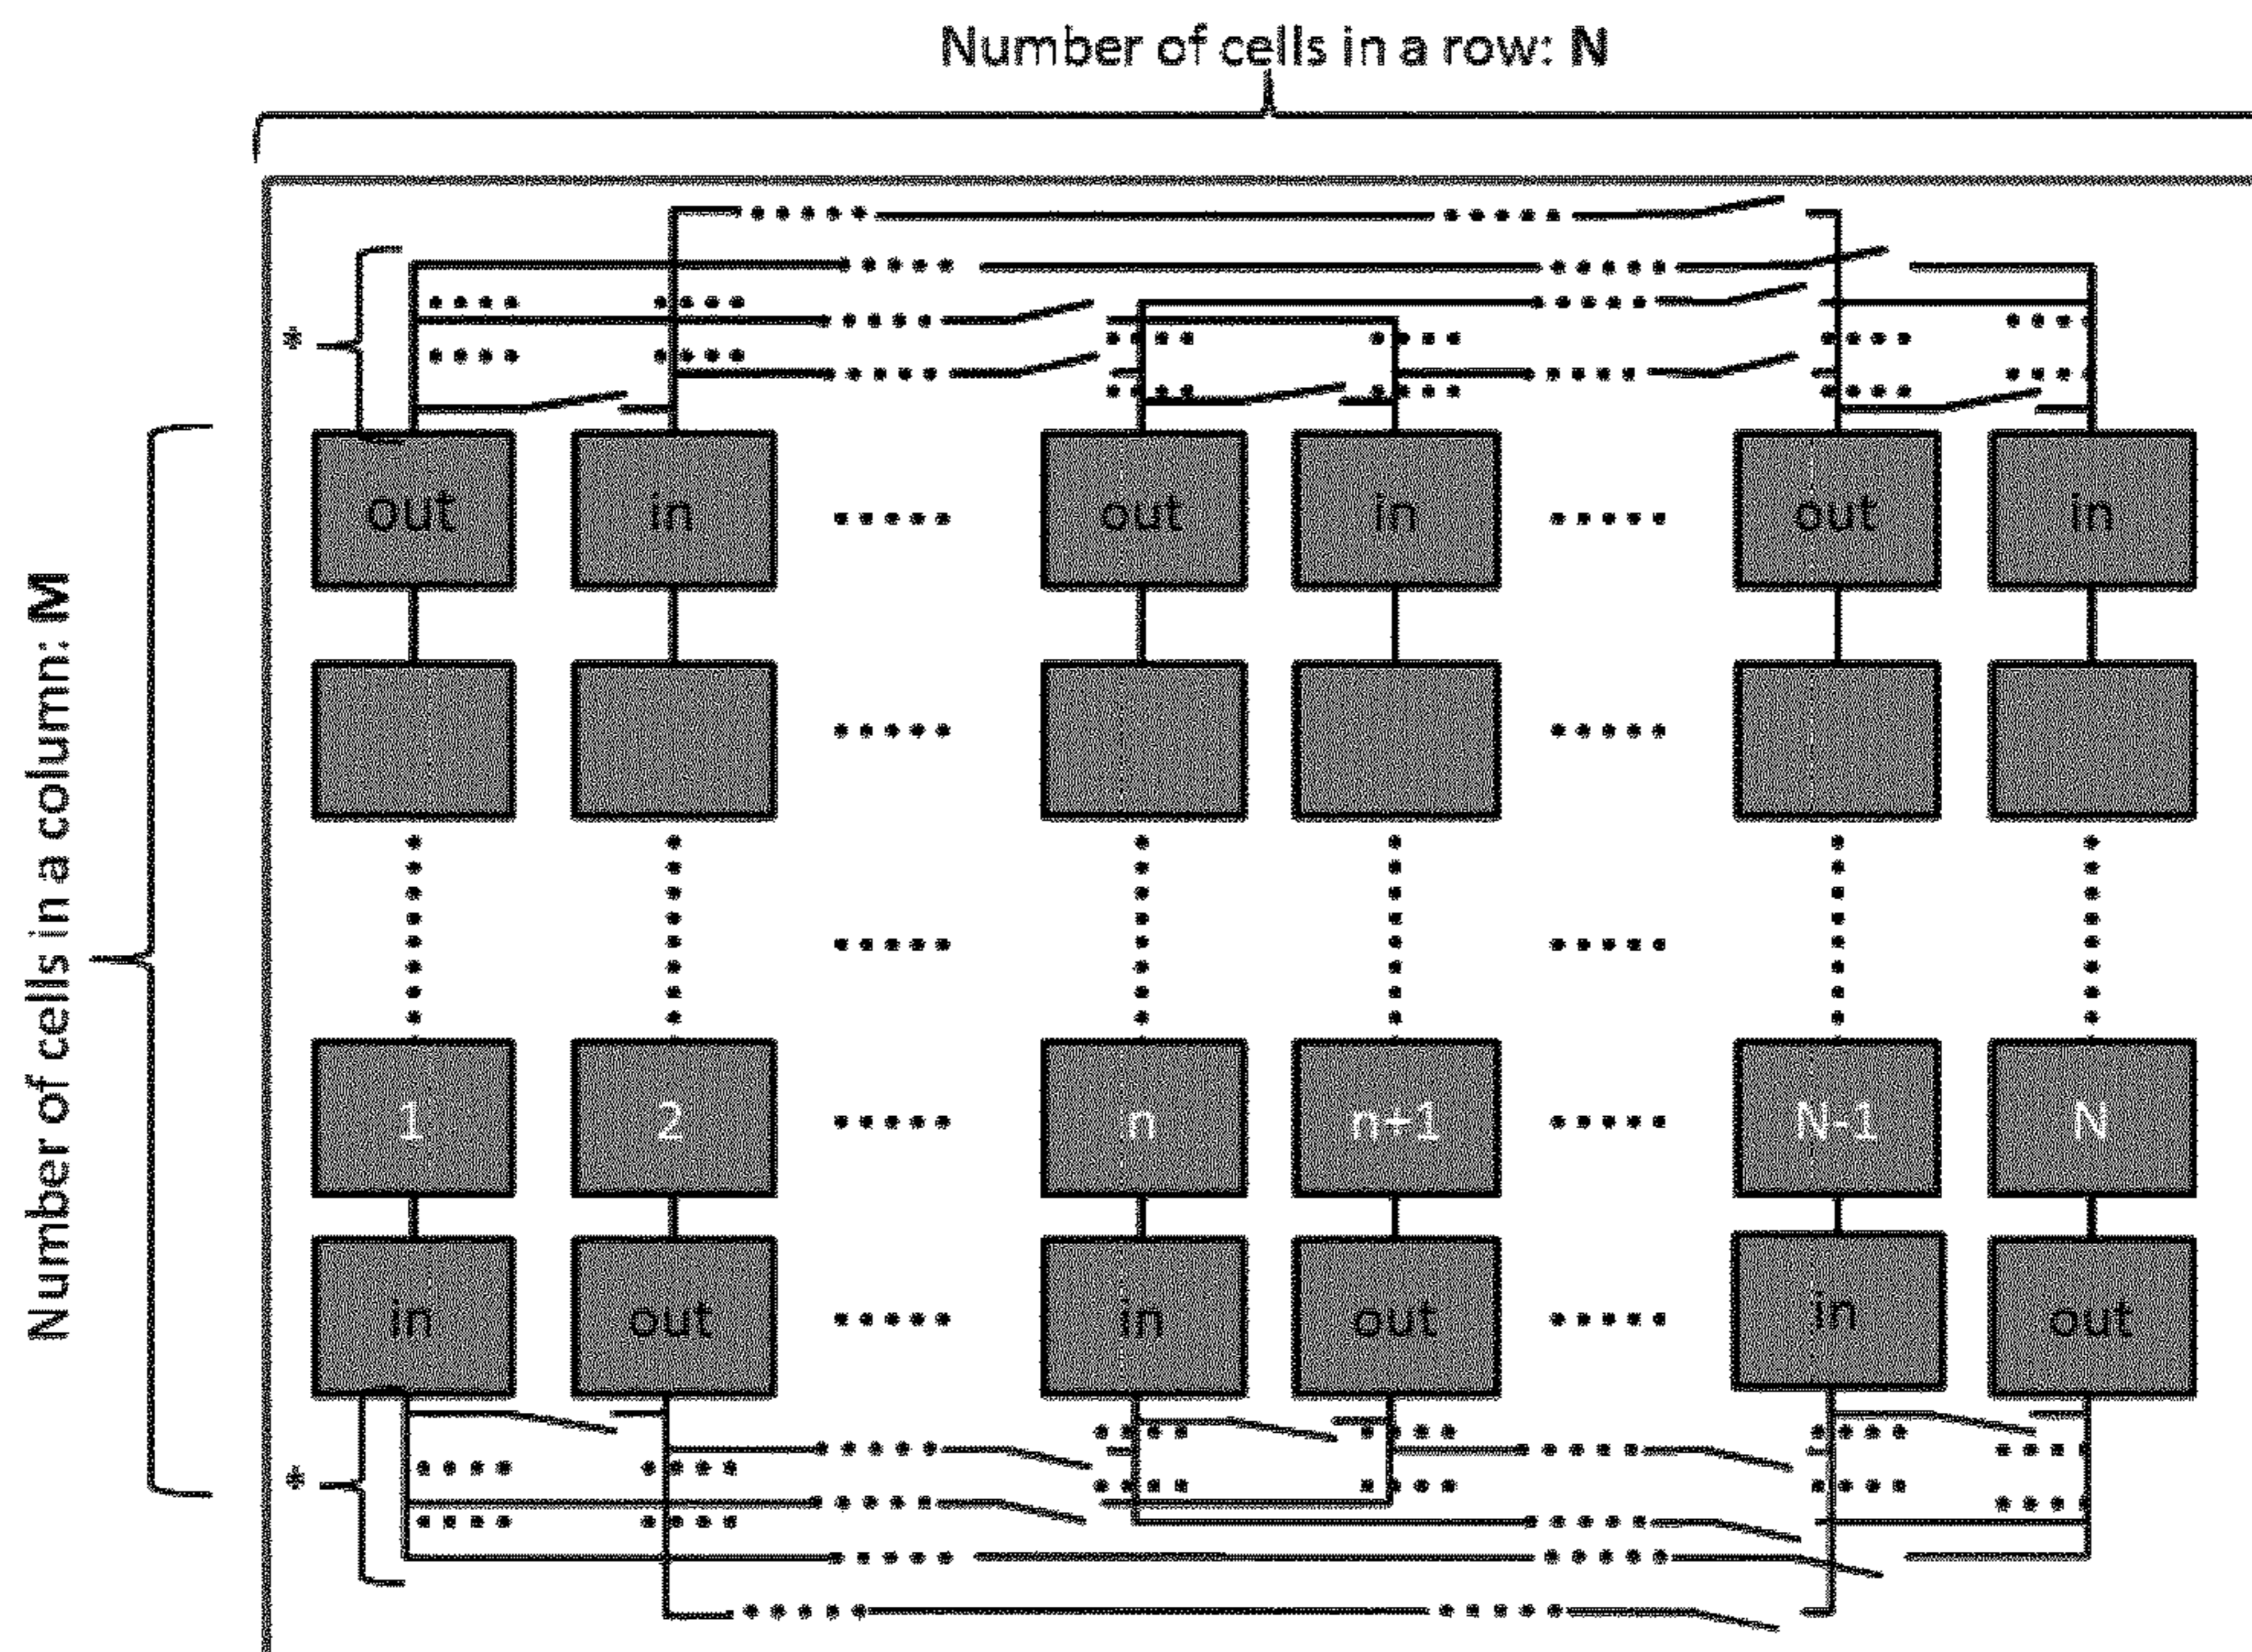 Number of cells in a row: N
*
out in out in out in
Number of cells in a column: M
1 2 n n+1 N-1 N
in out in out in out
*